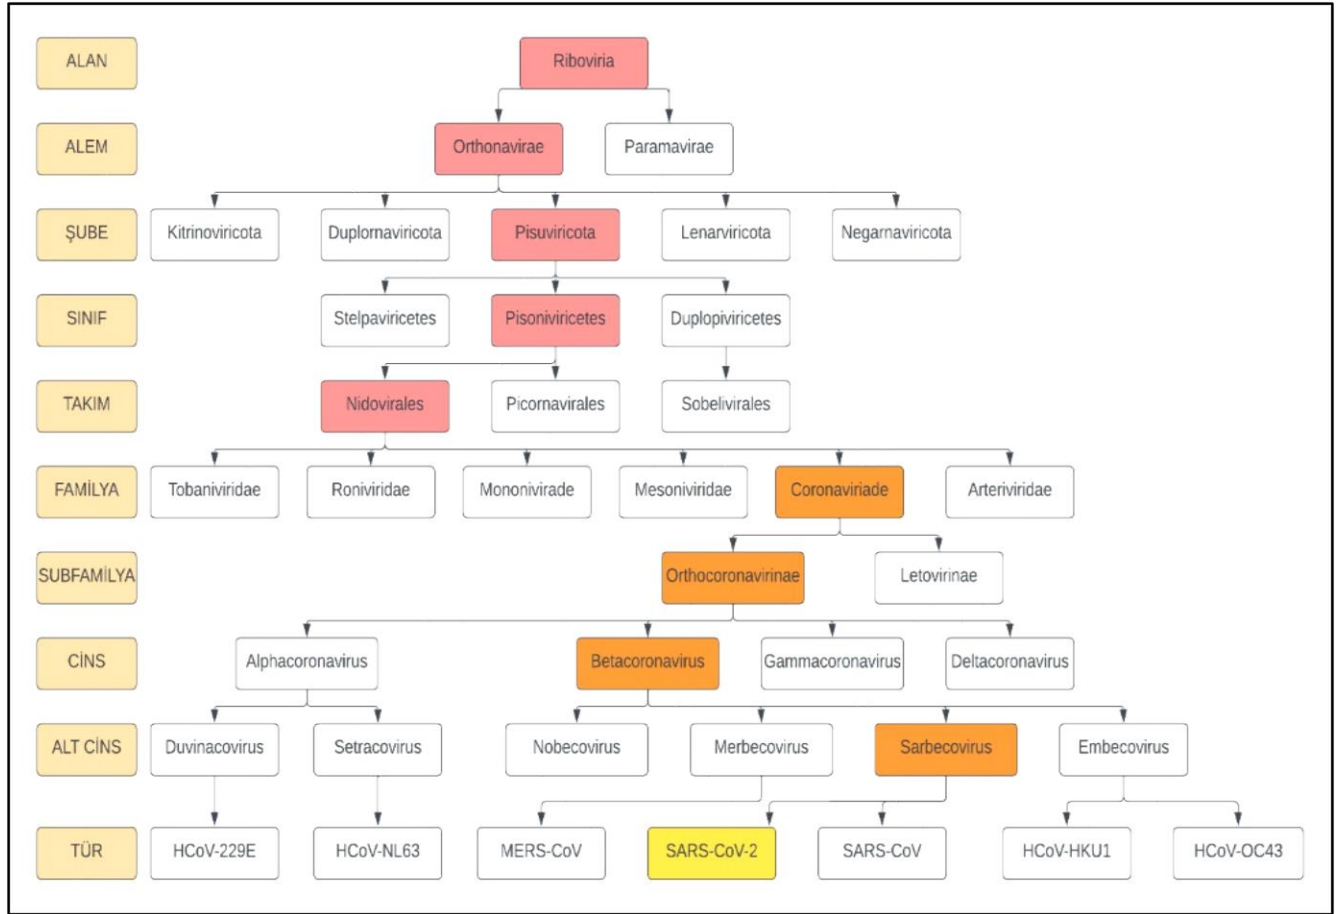 ALAN
Riboviria
ALEM
Orthonavirae
Paramavirae
ŞUBE
Kitrinoviricota
Duplornaviricota
Pisuviricota
Lenarviricota
Negarnaviricota
SINIF
Stelpaviricetes
Pisoniviricetes
Duplopiviricetes
TAKIM
Nidovirales
Picornavirales
Sobelivirales
FAMİLYA
Tobaniviridae
Roniviridae
Mononivirade
Mesoniviridae
Coronaviriade
Arteriviridae
SUBFAMİLYA
Orthocoronavirinae
Letovirinae
CİNS
Alphacoronavirus
Betacoronavirus
Gammacoronavirus
Deltacoronavirus
ALT CİNS
Duvinacovirus
Setracovirus
Nobecovirus
Merbecovirus
Sarbecovirus
Embecovirus
TÜR
HCoV-229E
HCoV-NL63
MERS-CoV
SARS-CoV-2
SARS-CoV
HCoV-HKU1
HCoV-OC43